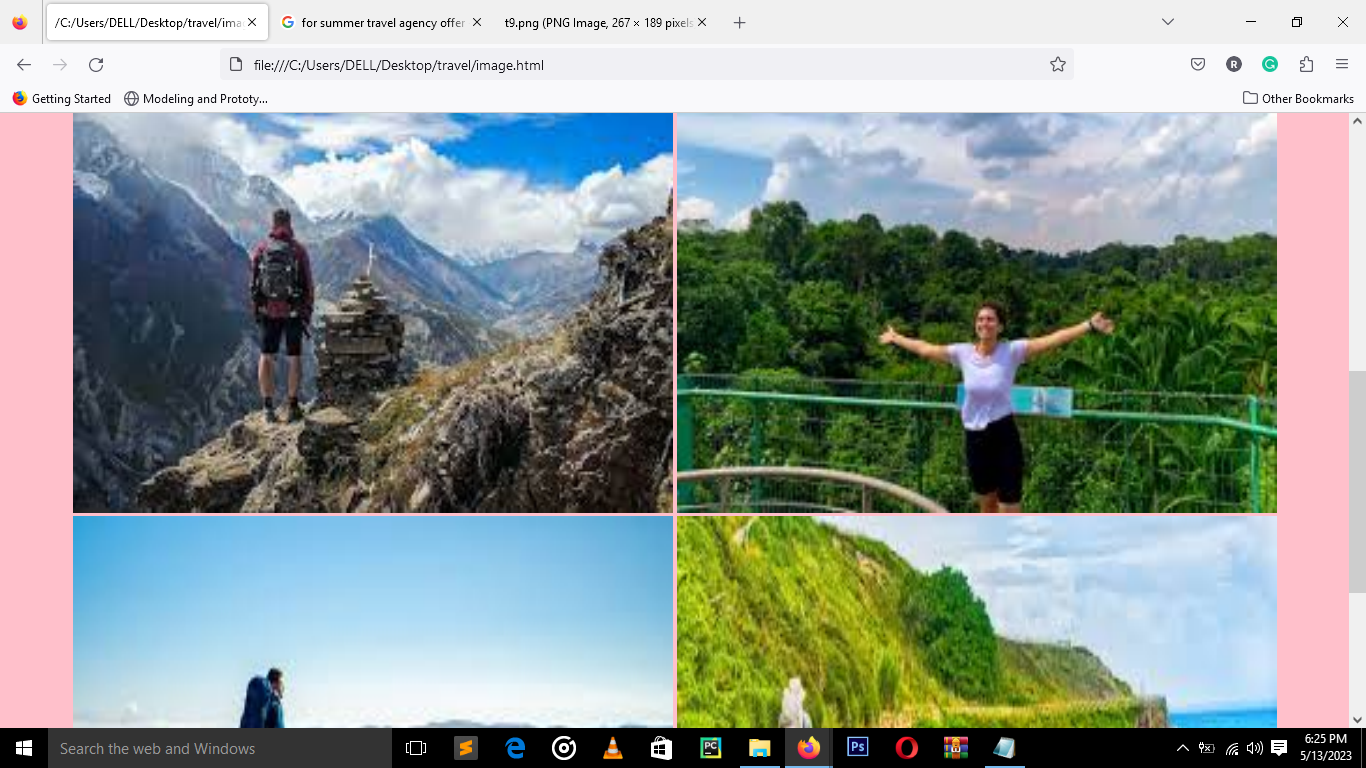 /C:/Users/DELL/Desktop/travel/ima
for summer travel agency offer
t9.png (PNG Image, 267 × 189 pixels
file:///C:/Users/DELL/Desktop/travel/image.html
R
Getting Started
Modeling and Prototy...
Other Bookmarks
Search the web and Windows
PC
Ps
6:25 PM
5/13/2023